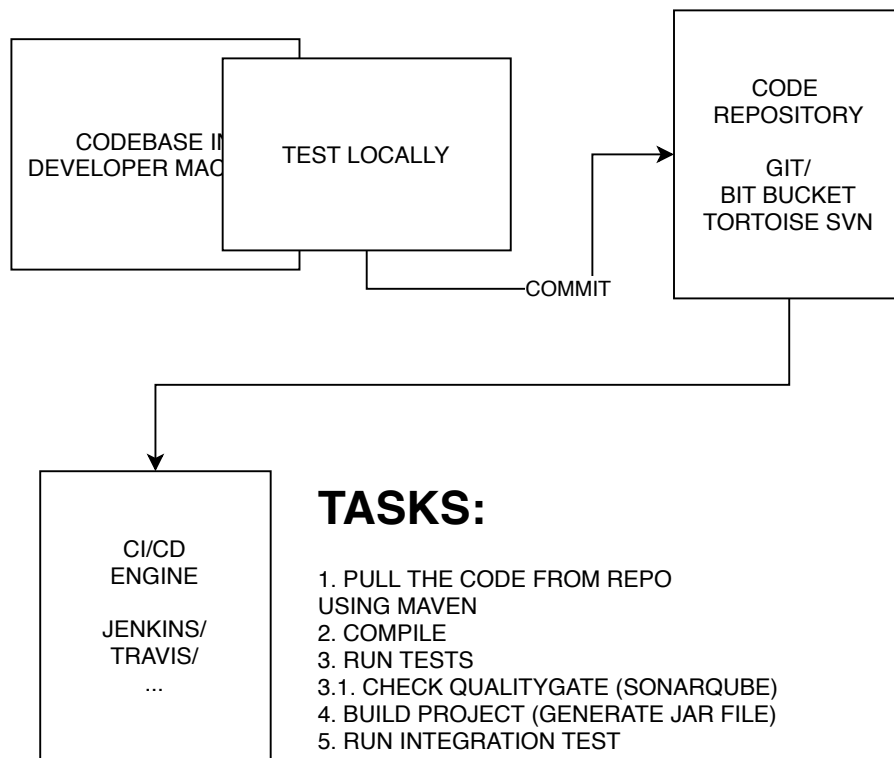 CODEBASE IN
DEVELOPER MAC
TEST LOCALLY
COMMIT
CODE
REPOSITORY
GIT/
BIT BUCKET
TORTOISE SVN
CI/CD
ENGINE
JENKINS/
TRAVIS/
...
TASKS:
1. PULL THE CODE FROM REPO
USING MAVEN
2. COMPILE
3. RUN TESTS
3.1. CHECK QUALITYGATE (SONARQUBE)
4. BUILD PROJECT (GENERATE JAR FILE)
5. RUN INTEGRATION TEST